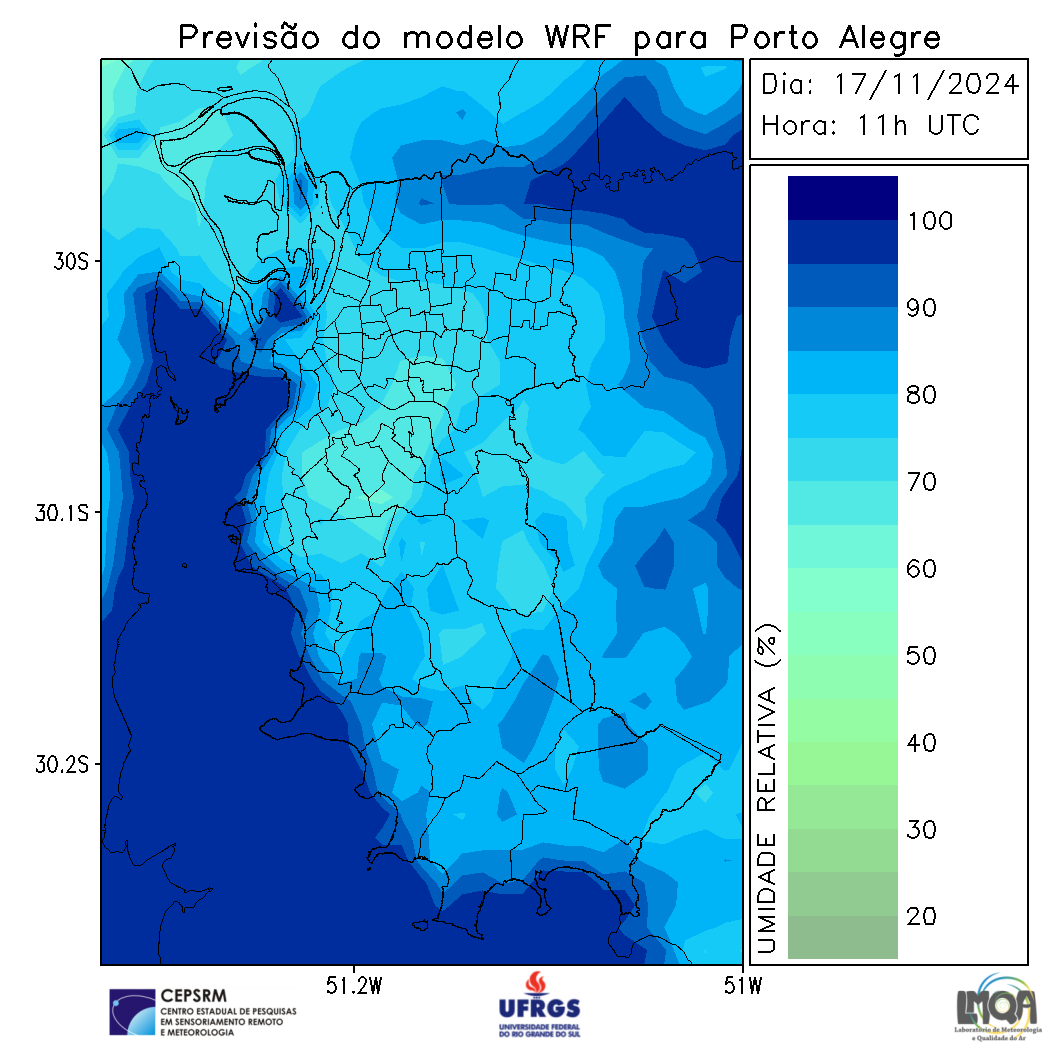 Previsão do modelo WRF para Porto Alegre
Dia: 17/11/2024
Hora: 11h UTC
30S
30.1S
30.2S
51.2W
51W
UMIDADE RELATIVA (%)
100
90
80
70
60
50
40
30
20
CEPSRM
CENTRO ESTADUAL DE PESQUISAS
EM SENSORIAMENTO REMOTO
E METEOROLOGIA
UFRGS
UNIVERSIDADE FEDERAL
DO RIO GRANDE DO SUL
LMQA
Laboratório de Meteorologia
e Qualidade do Ar